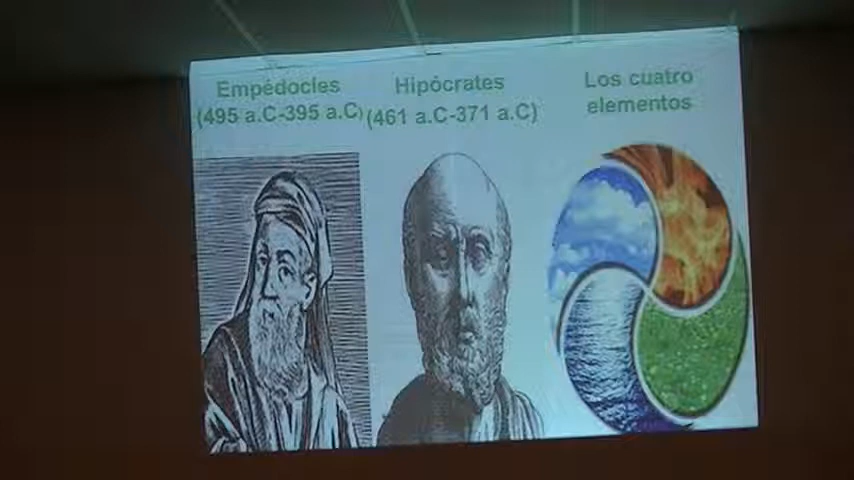 Empédocles
(495 a.C-395 a.C)
Hipócrates
(461 a.C-371 a.C)
Los cuatro
elementos